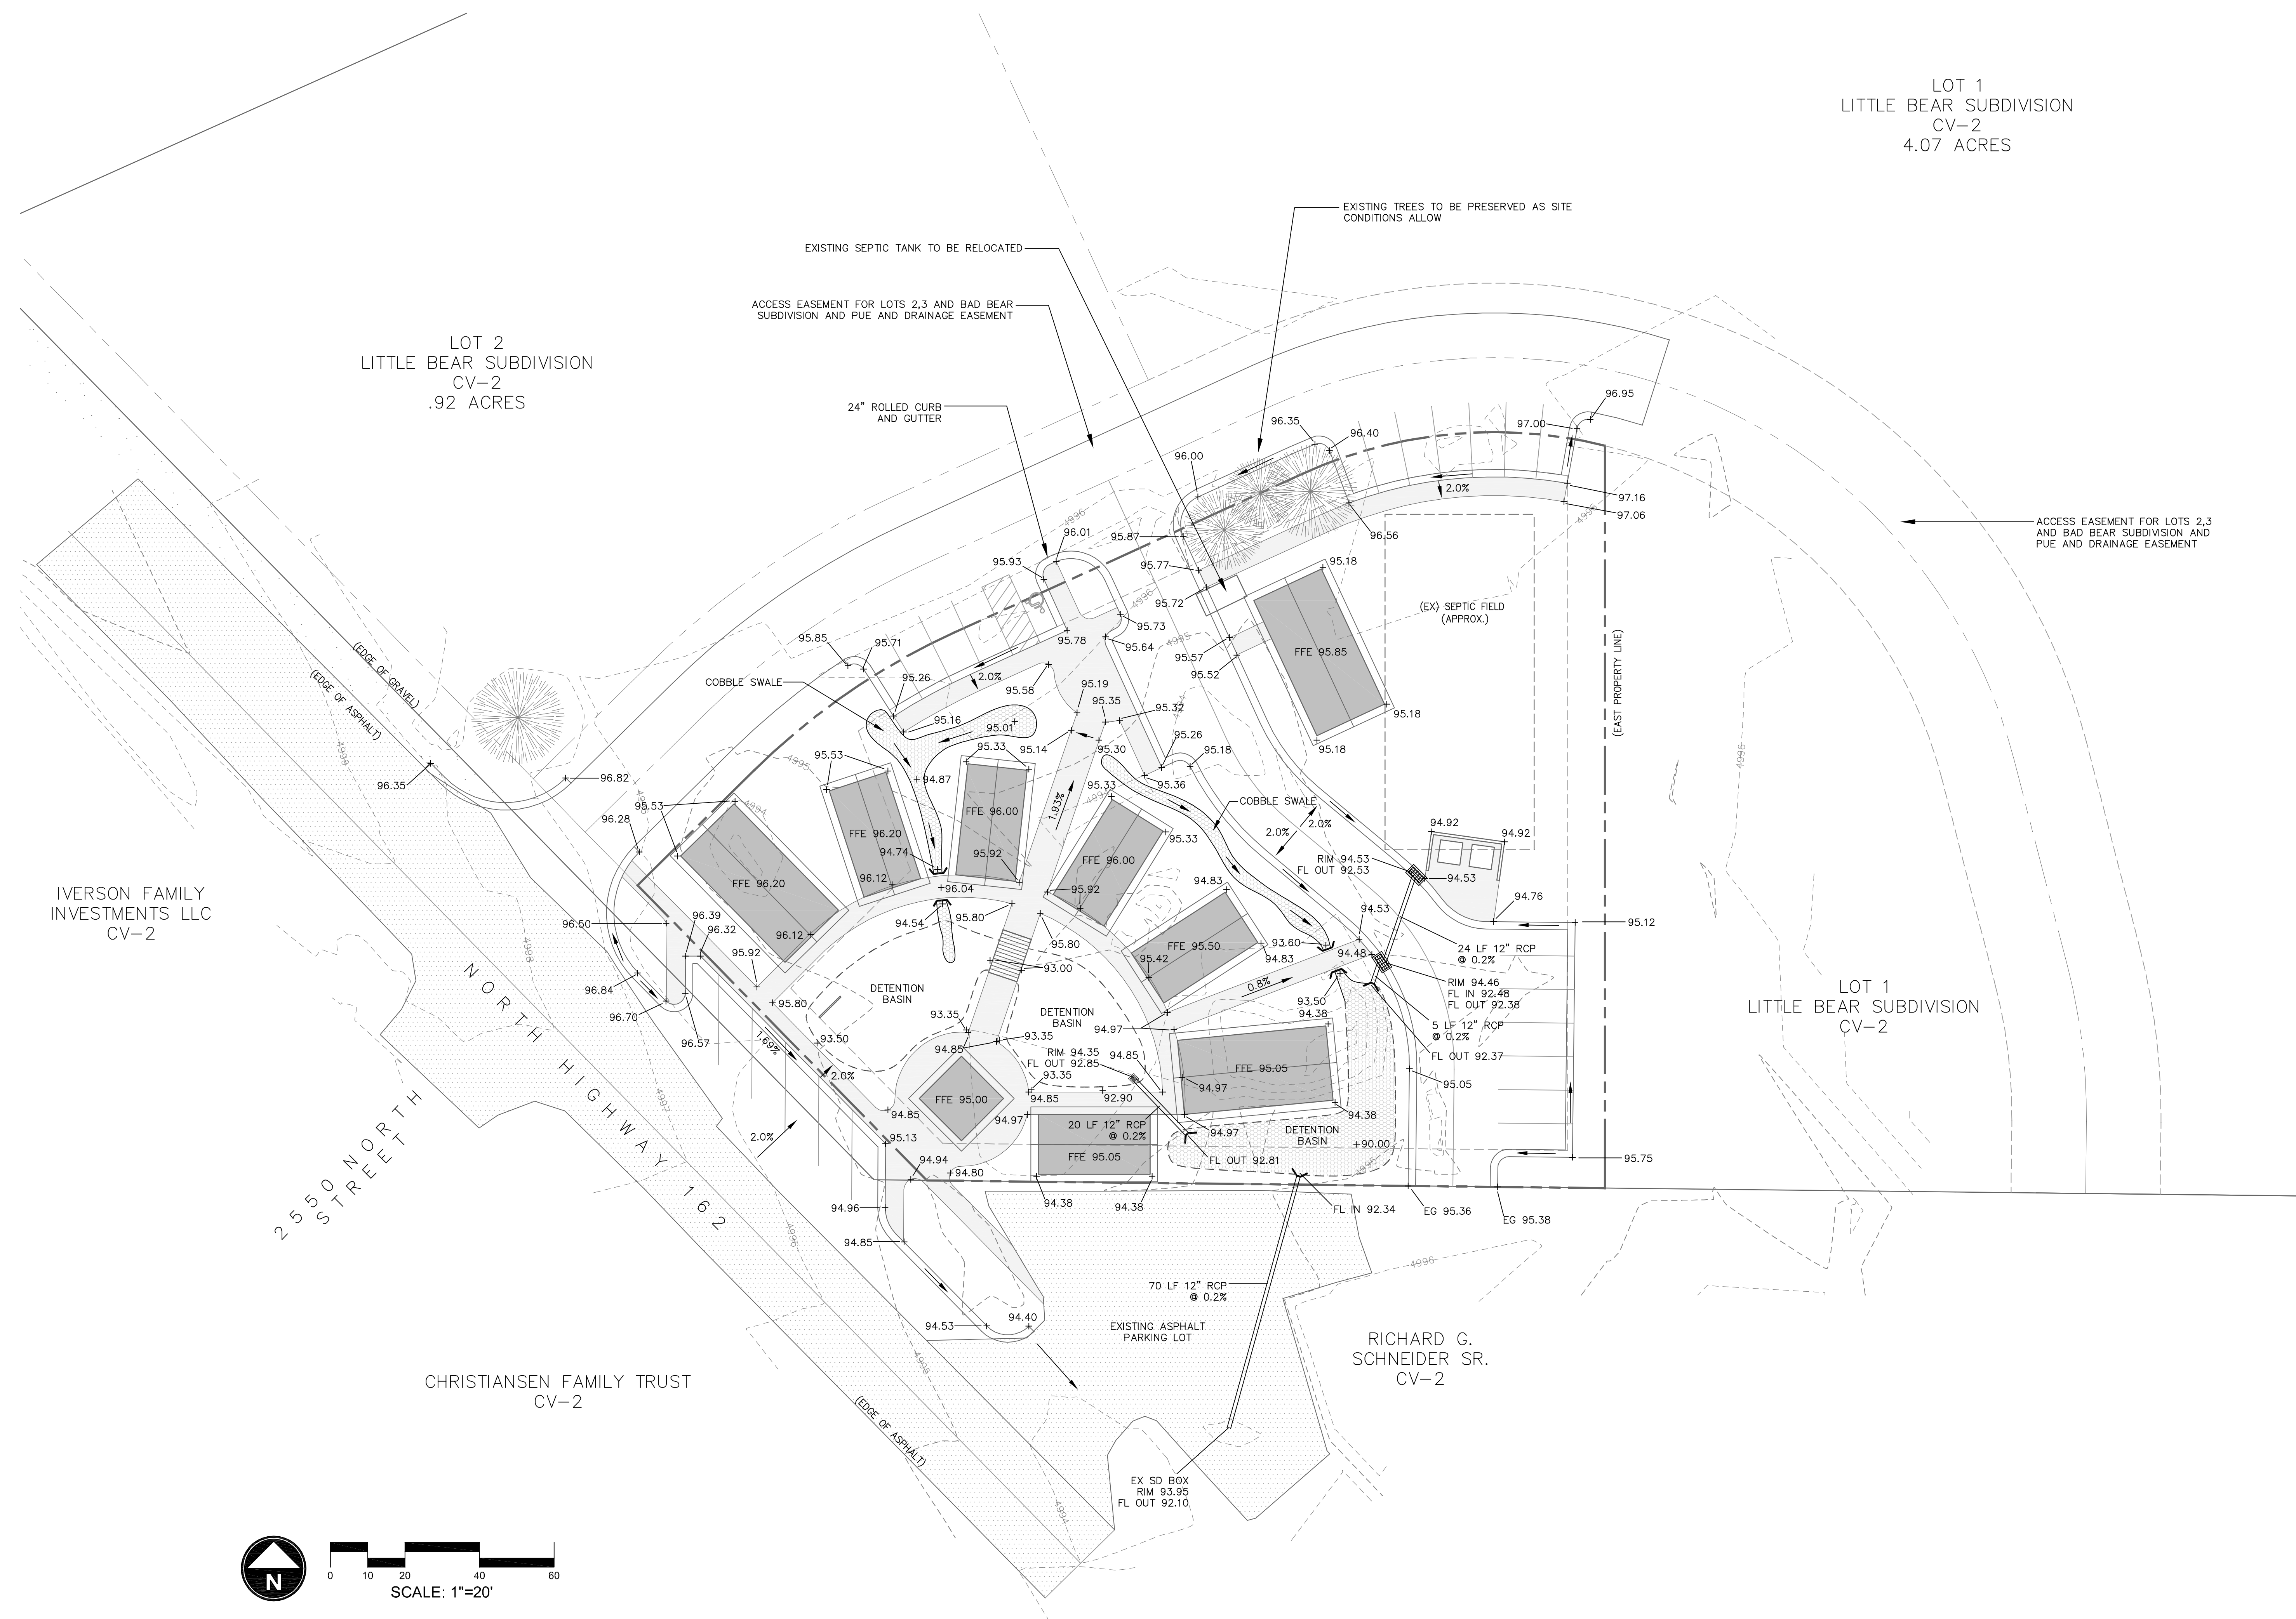 LOT 1
LITTLE BEAR SUBDIVISION
CV-2
4.07 ACRES
EXISTING TREES TO BE PRESERVED AS SITE
CONDITIONS ALLOW
EXISTING SEPTIC TANK TO BE RELOCATED
ACCESS EASEMENT FOR LOTS 2,3 AND BAD BEAR
SUBDIVISION AND PUE AND DRAINAGE EASEMENT
LOT 2
LITTLE BEAR SUBDIVISION
CV-2
.92 ACRES
24" ROLLED CURB
AND GUTTER
96.95
97.00
96.35
96.40
96.00
2.0%
97.16
97.06
4996
4996
96.56
96.01
95.87
95.93
95.77
95.18
95.72
ACCESS EASEMENT FOR LOTS 2,3
AND BAD BEAR SUBDIVISION AND
PUE AND DRAINAGE EASEMENT
(EX) SEPTIC FIELD
(APPROX.)
4996
95.73
95.78
95.64
4995
95.57
95.52
FFE 95.85
95.18
95.18
(EAST PROPERTY LINE)
95.85
95.71
95.26
2.0%
95.58
95.19
95.35
95.32
4994
COBBLE SWALE
95.16
95.01
95.14
95.30
95.26
95.18
95.36
(EDGE OF GRAVEL)
(EDGE OF ASPHALT)
4999
4996
96.35
96.82
4995
95.53
95.33
94.87
95.33
4994
95.53
96.28
FFE 96.20
FFE 96.20
FFE 96.00
FFE 96.00
1.93%
COBBLE SWALE
95.33
2.0%
2.0%
94.92
94.92
RIM 94.53
FL OUT 92.53
94.53
94.76
95.12
94.74
96.12
95.92
96.04
95.92
94.83
94.54
95.80
95.80
94.53
93.60
94.48
FFE 95.50
94.83
95.42
24 LF 12" RCP
@ 0.2%
RIM 94.46
FL IN 92.48
FL OUT 92.38
5 LF 12" RCP
@ 0.2%
FL OUT 92.37
IVERSON FAMILY
INVESTMENTS LLC
CV-2
4998
96.50
96.39
96.32
96.12
95.92
95.80
96.84
96.70
96.57
93.00
DETENTION
BASIN
DETENTION
BASIN
0.8%
93.50
94.38
93.35
94.85
93.35
94.97
93.50
1.69%
2.0%
RIM 94.35
FL OUT 92.85
94.85
93.35
94.85
92.90
FFE 95.05
94.97
95.05
LOT 1
LITTLE BEAR SUBDIVISION
CV-2
NORTH HIGHWAY 162
2550 NORTH
STREET
4997
2.0%
FFE 95.00
94.85
94.97
20 LF 12" RCP
@ 0.2%
FFE 95.05
94.97
94.38
DETENTION
BASIN
+90.00
4995
95.13
94.94
94.80
FL OUT 92.81
95.75
94.96
94.38
94.38
FL IN 92.34
EG 95.36
EG 95.38
94.85
4996
4996
94.53
94.40
70 LF 12" RCP
@ 0.2%
EXISTING ASPHALT
PARKING LOT
RICHARD G.
SCHNEIDER SR.
CV-2
CHRISTIANSEN FAMILY TRUST
CV-2
(EDGE OF ASPHALT)
EX SD BOX
RIM 93.95
FL OUT 92.10
4994
N
0 10 20 40 60
SCALE: 1"=20'